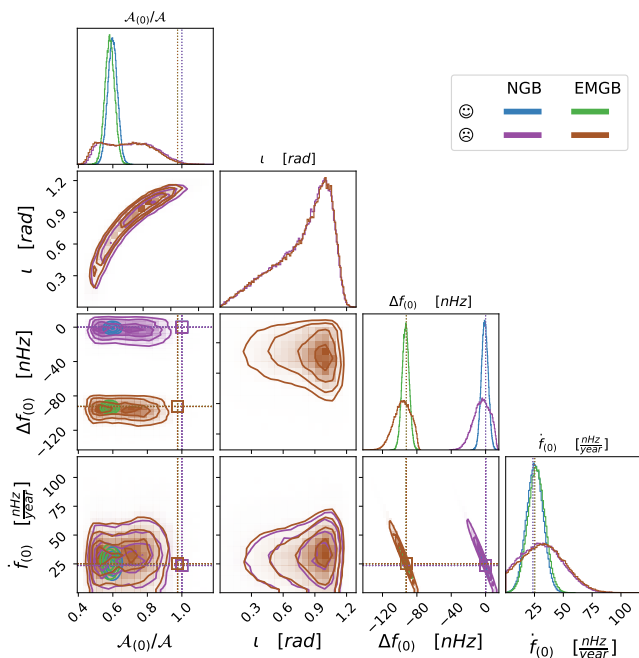 𝒜₍₀₎/𝒜
NGB EMGB
☺
☹
ι [rad]
1.2
0.9
0.6
0.3
ι [rad]
Δf₍₀₎ [nHz]
0
−40
−80
−120
Δf₍₀₎ [nHz]
ḟ₍₀₎ [nHz/year]
100
75
50
25
ḟ₍₀₎ [nHz/year]
0.4 0.6 0.8 1.0
0.3 0.6 0.9 1.2
−120 −80 −40 0
25 50 75 100
𝒜₍₀₎/𝒜
ι [rad]
Δf₍₀₎ [nHz]
ḟ₍₀₎ [nHz/year]